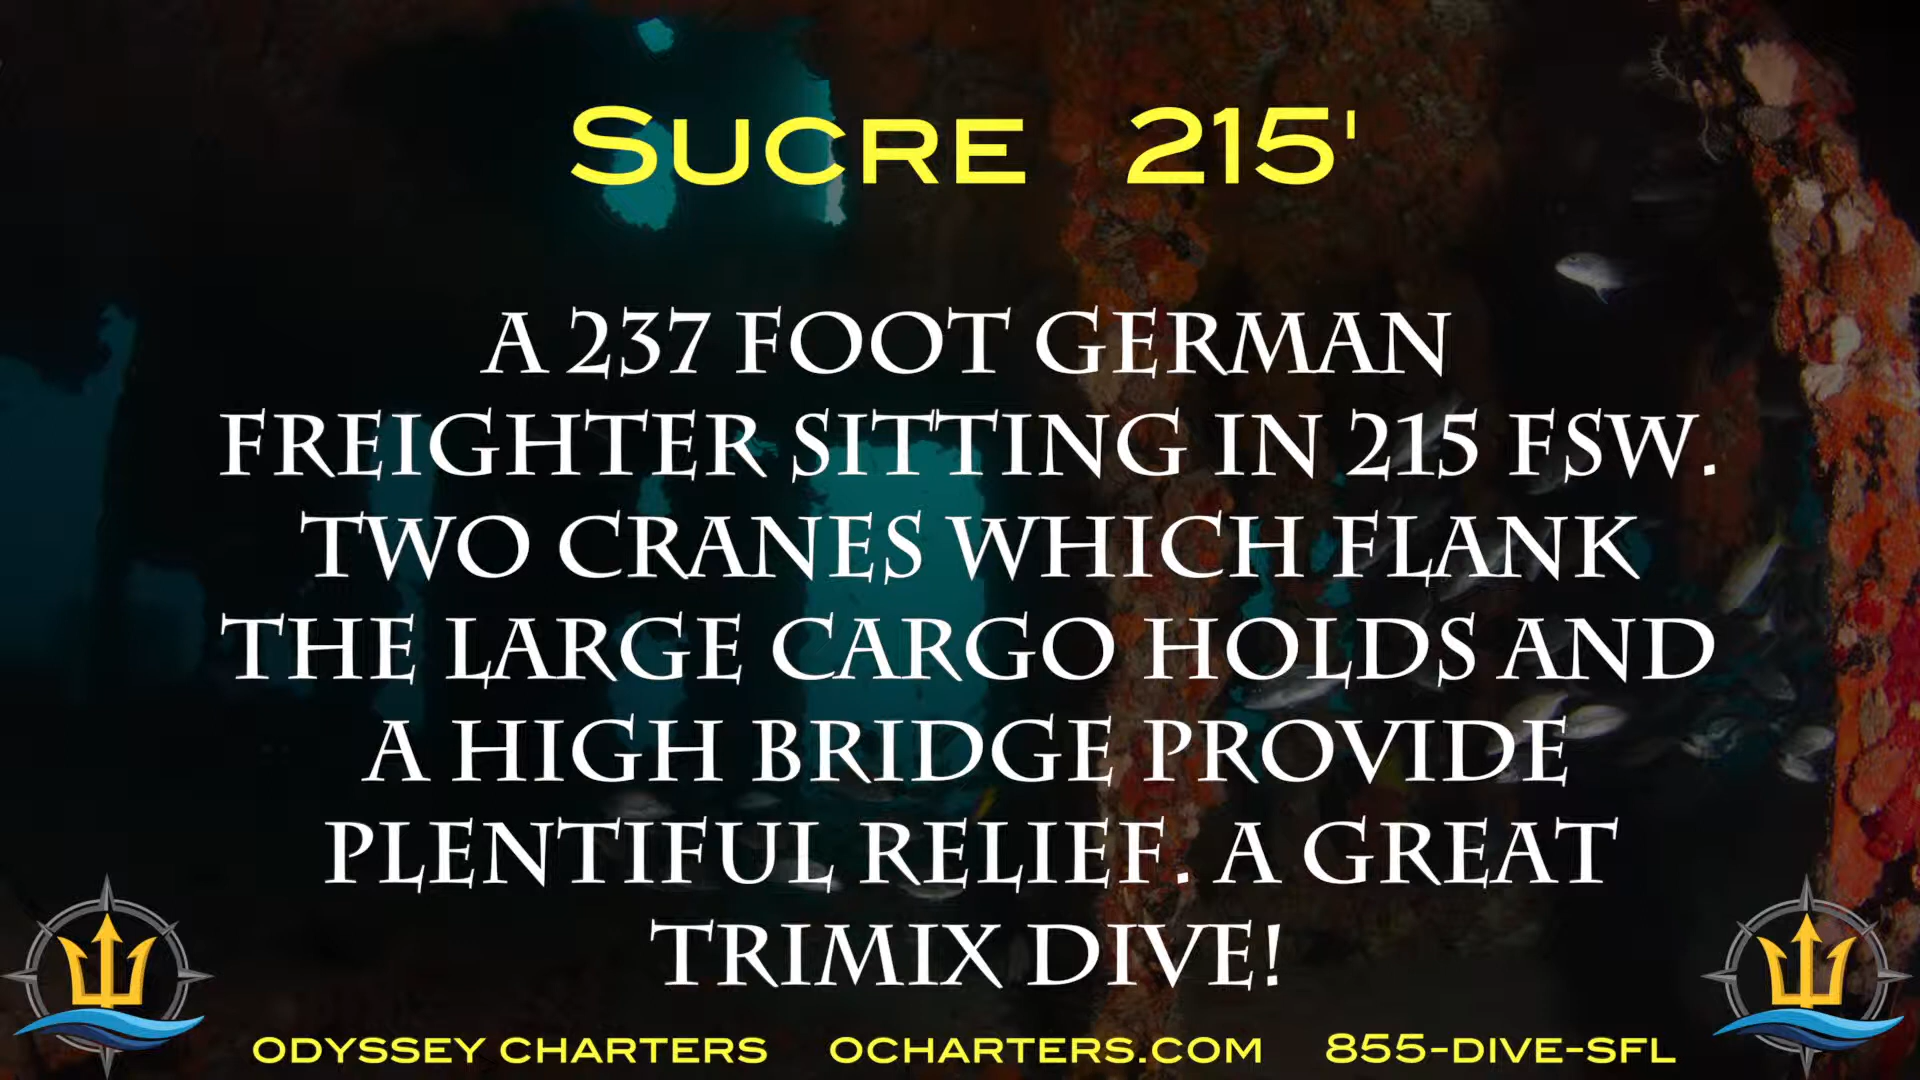 SUCRE 215'
A 237 FOOT GERMAN
FREIGHTER SITTING IN 215 FSW.
TWO CRANES WHICH FLANK
THE LARGE CARGO HOLDS AND
A HIGH BRIDGE PROVIDE
PLENTIFUL RELIEF. A GREAT
TRIMIX DIVE!
ODYSSEY CHARTERS OCHARTERS.COM 855-DIVE-SFL